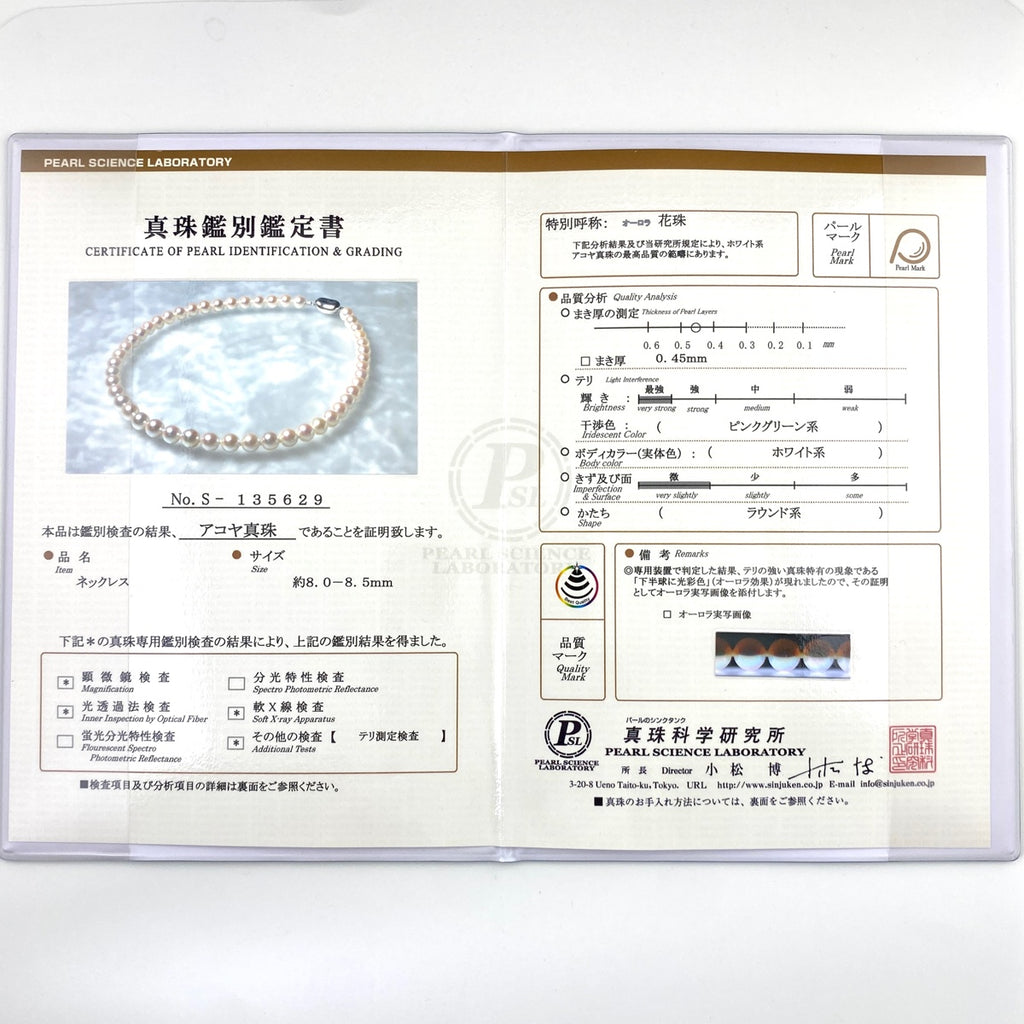 PEARL SCIENCE LABORATORY
真珠鑑別鑑定書
CERTIFICATE OF PEARL IDENTIFICATION & GRADING
No. S - 135629
本品は鑑別検査の結果、 アコヤ真珠 であることを証明致します。
品名
Item
ネックレス
サイズ
Size
約8.0-8.5mm
下記*の真珠専用鑑別検査の結果により、上記の鑑別結果を得ました。
* 顕微鏡検査
Magnification
* 光透過法検査
Inner Inspection by Optical Fiber
蛍光分光特性検査
Flourescent Spectro
Photometric Reflectance
分光特性検査
Spectro Photometric Reflectance
* 軟X線検査
Soft X-ray Apparatus
* その他の検査【 テリ測定検査 】
Additional Tests
■検査項目及び分析項目の詳細は裏面をご参照ください。
特別呼称: オーロラ 花珠
下記分析結果及び当研究所規定により、ホワイト系
アコヤ真珠の最高品質の範疇にあります。
パール
マーク
Pearl
Mark
Pearl Mark
品質分析 Quality Analysis
まき厚の測定 Thickness of Pearl Layers
0.6 0.5 0.4 0.3 0.2 0.1 mm
□ まき厚 0.45mm
テリ Light Interference
最強 強 中 弱
輝き :
Brightness
very strong strong medium weak
干渉色: ( ピンクグリーン系 )
Iridescent Color
ボディカラー(実体色): ( ホワイト系 )
Body color
きず及び面 微 少 多
Imperfection
& Surface
very slightly slightly some
かたち ( ラウンド系 )
Shape
Best Quality
品質
マーク
Quality
Mark
備考 Remarks
◎専用装置で判定した結果、テリの強い真珠特有の現象である
「下半球に光彩色」(オーロラ効果)が現れましたので、その証明
としてオーロラ実写画像を添付します。
□ オーロラ実写画像
PSL
PEARL SCIENCE
LABORATORY
パールのシンクタンク
真珠科学研究所
PEARL SCIENCE LABORATORY
所長 Director 小松 博
3-20-8 Ueno Taito-ku, Tokyo. URL http://www.sinjuken.co.jp E-mail info@sinjuken.co.jp
■真珠のお手入れ方法については、裏面をご参照ください。
PSL
PEARL SCIENCE
LABORATORY